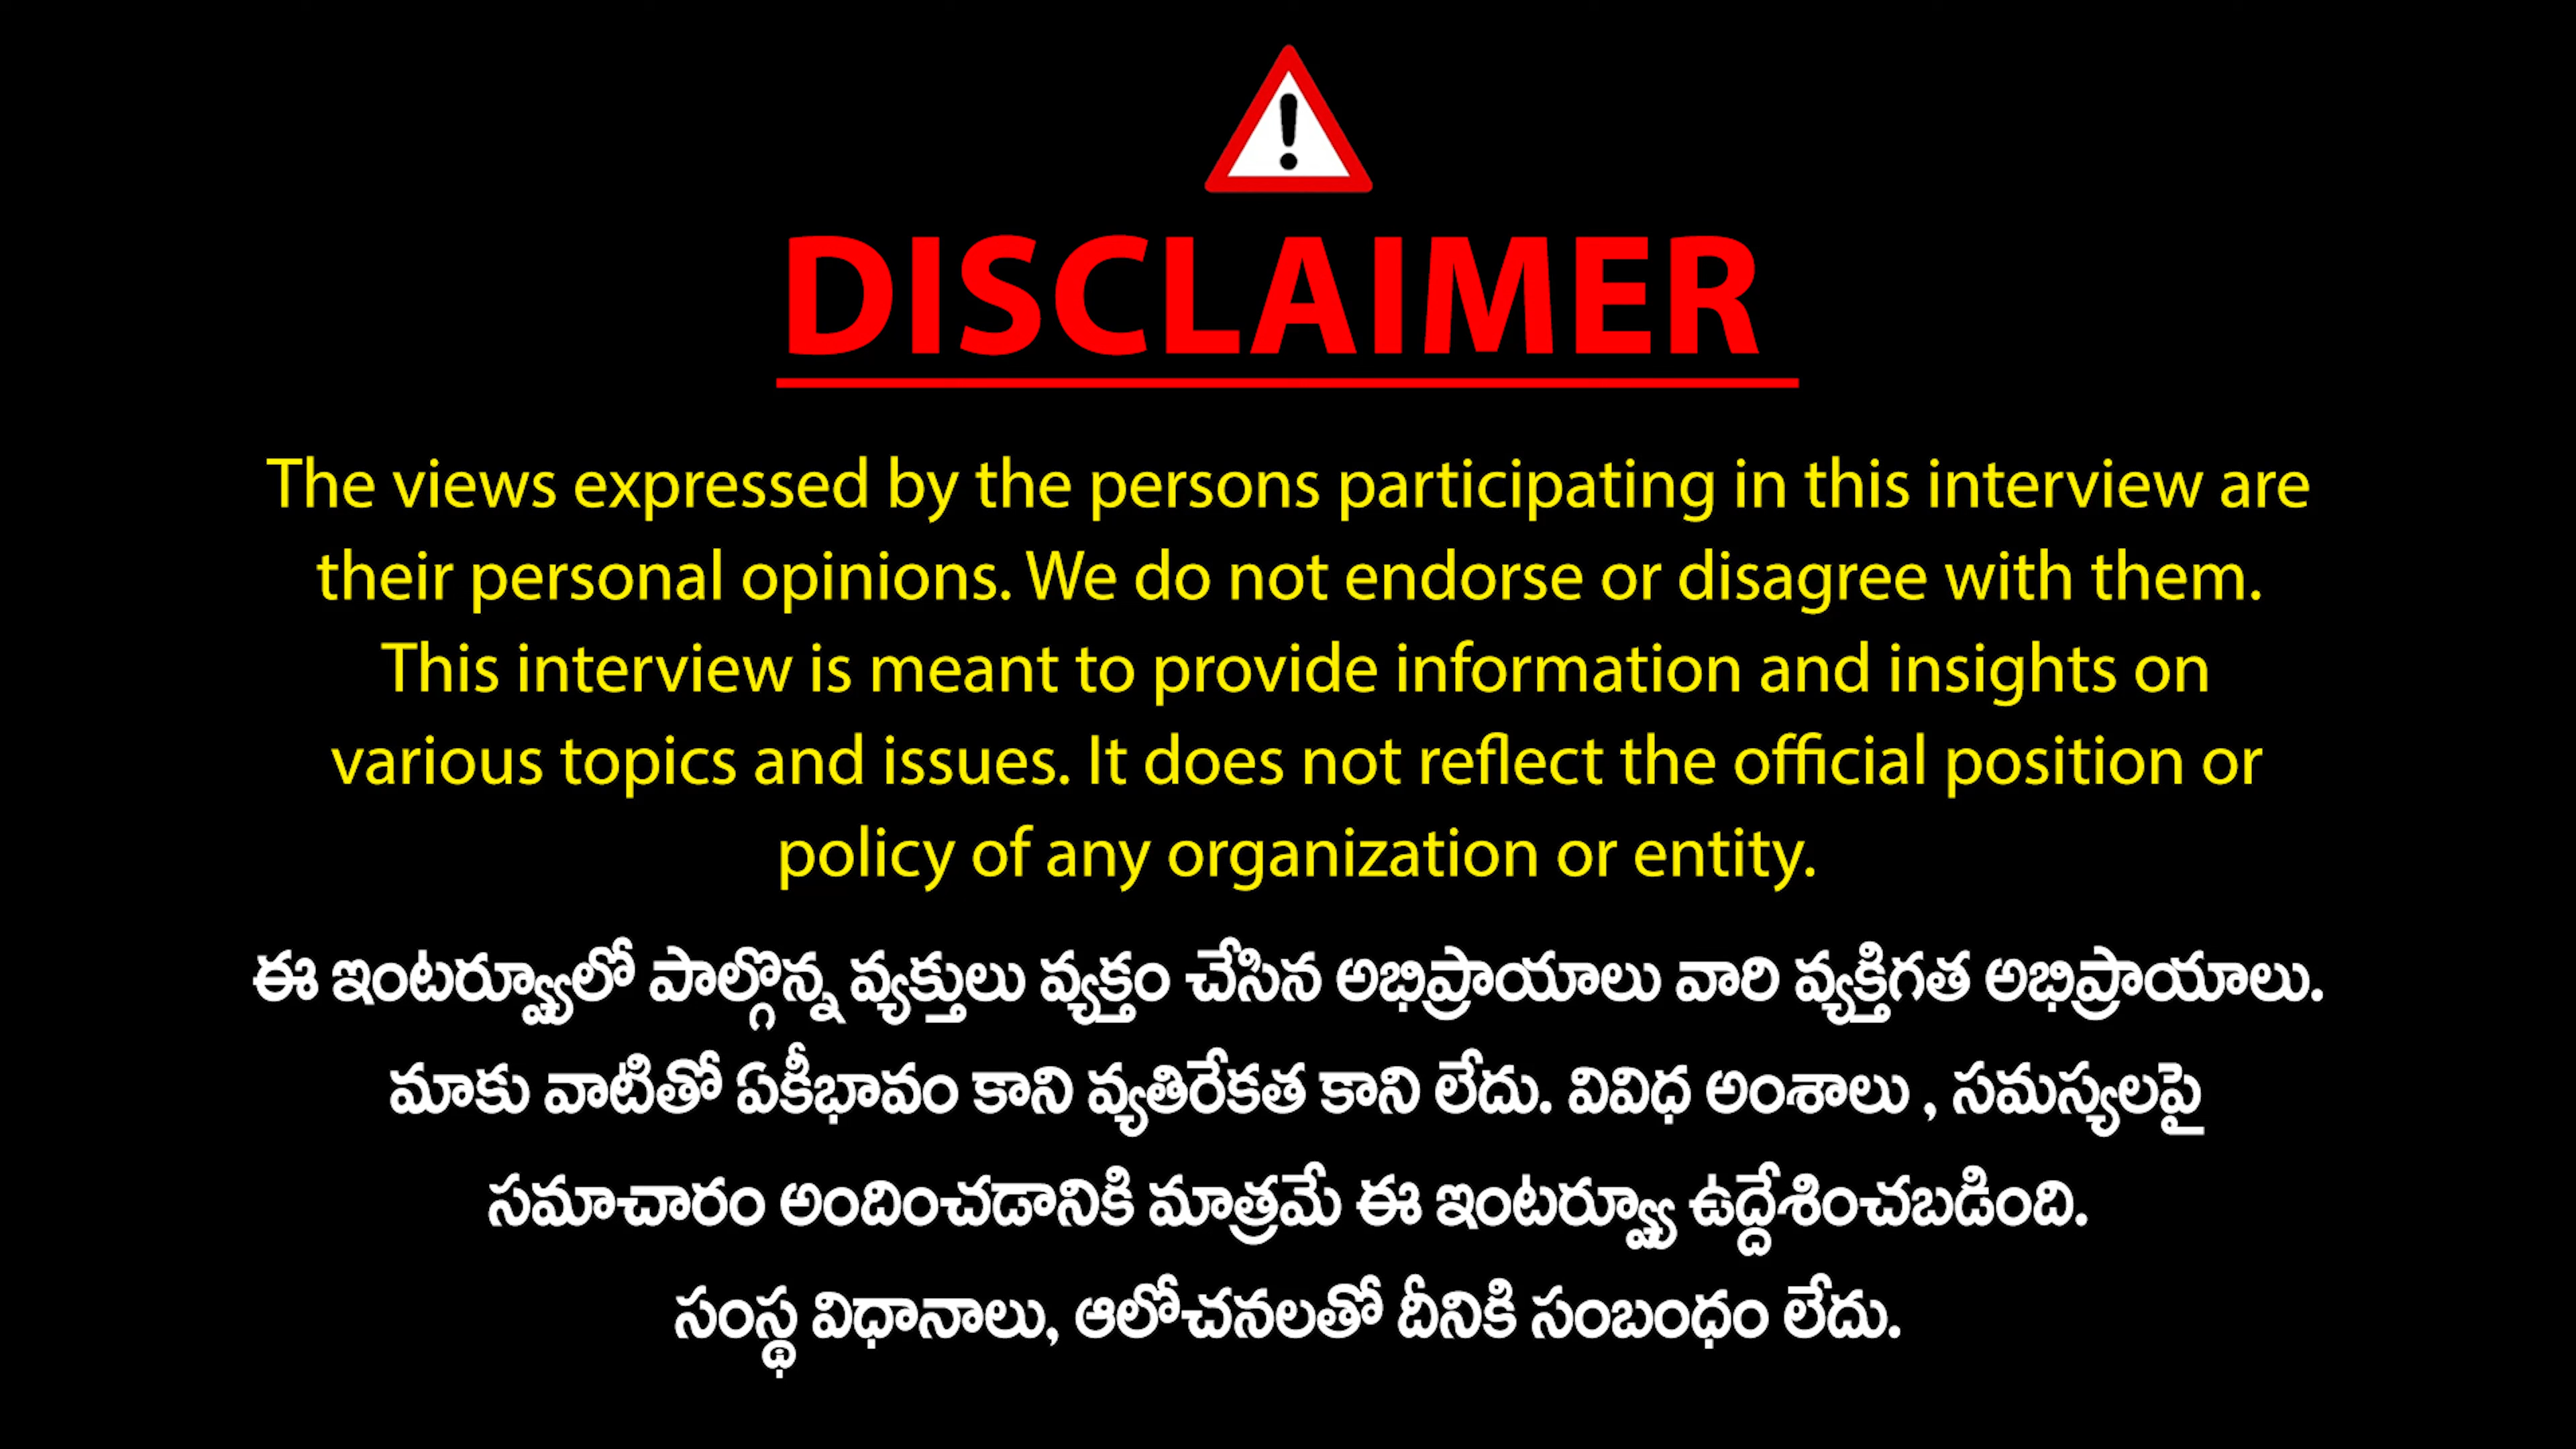 DISCLAIMER
The views expressed by the persons participating in this interview are
their personal opinions. We do not endorse or disagree with them.
This interview is meant to provide information and insights on
various topics and issues. It does not reflect the official position or
policy of any organization or entity.
ఈ ఇంటర్వ్యూలో పాల్గొన్న వ్యక్తులు వ్యక్తం చేసిన అభిప్రాయాలు వారి వ్యక్తిగత అభిప్రాయాలు.
మాకు వాటితో ఏకీభావం కాని వ్యతిరేకత కాని లేదు. వివిధ అంశాలు , సమస్యలపై
సమాచారం అందించడానికి మాత్రమే ఈ ఇంటర్వ్యూ ఉద్దేశించబడింది.
సంస్థ విధానాలు, ఆలోచనలతో దీనికి సంబంధం లేదు.